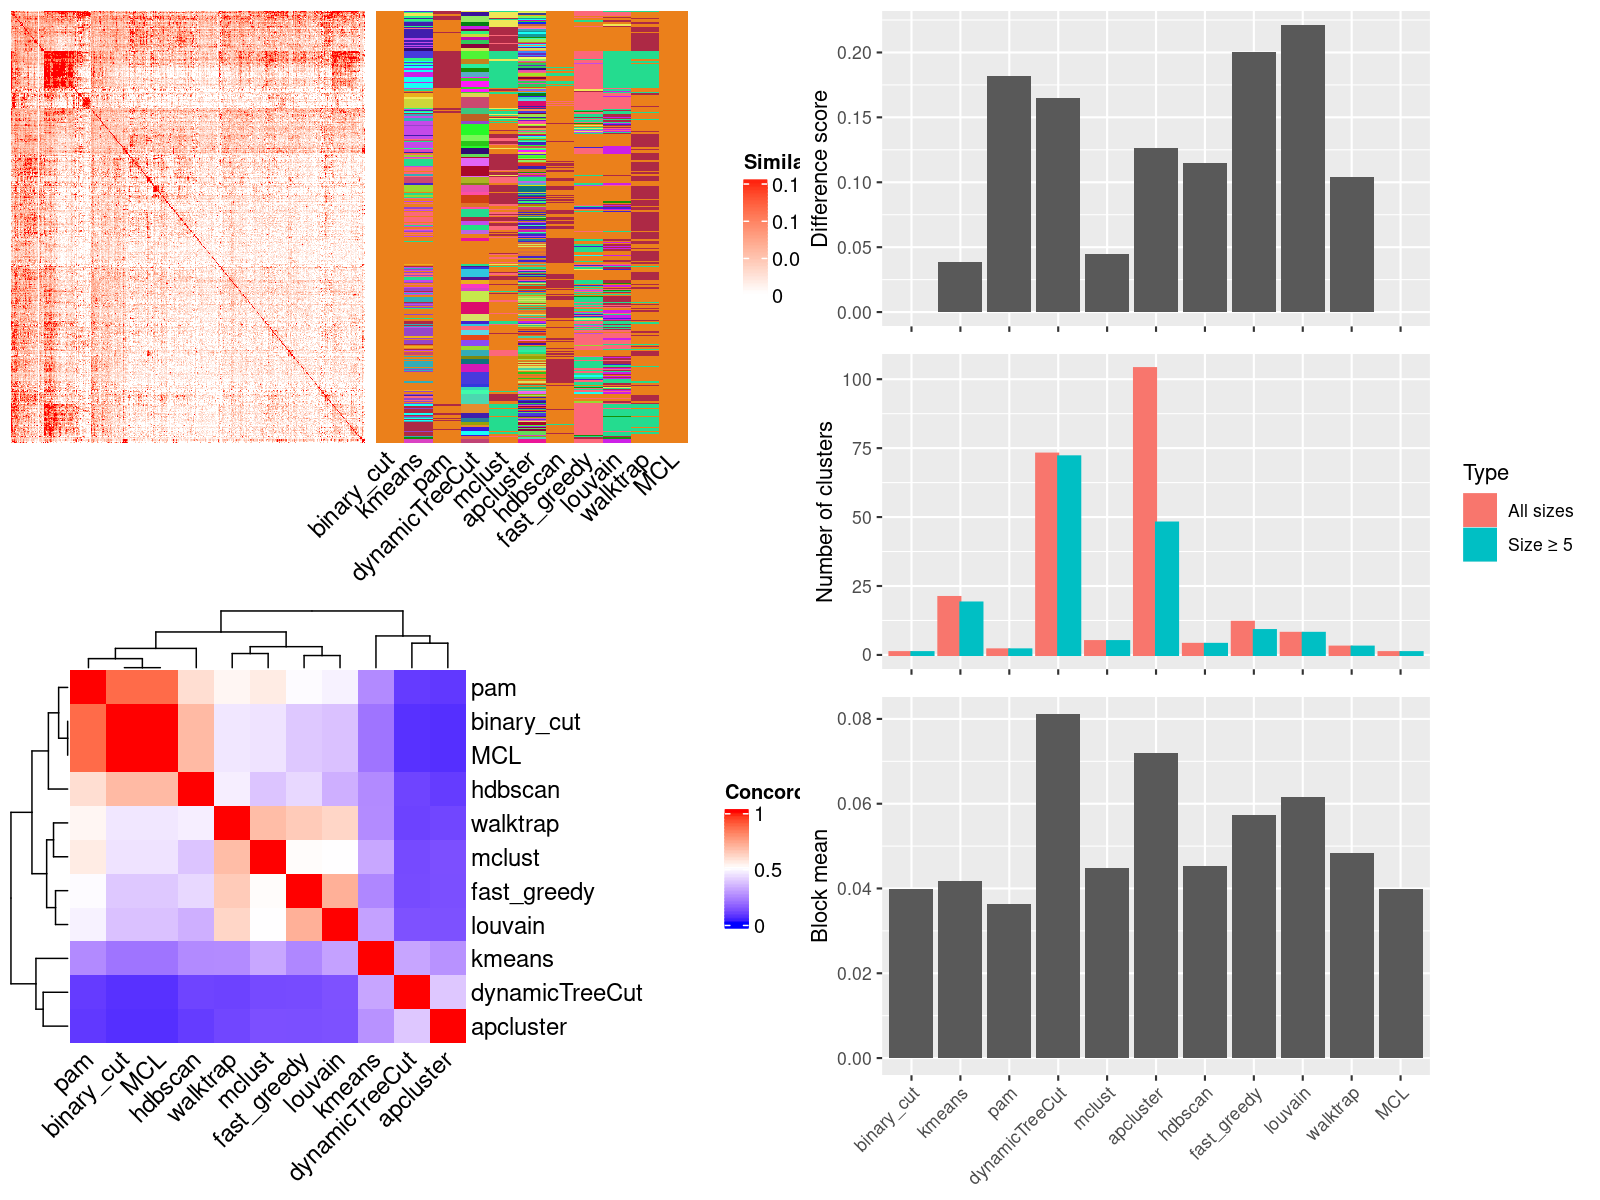 Simila
0.1
0.1
0.0
0
binary_cut
kmeans
pam
dynamicTreeCut
mclust
apcluster
hdbscan
fast_greedy
louvain
walktrap
MCL
pam
binary_cut
MCL
hdbscan
walktrap
mclust
fast_greedy
louvain
kmeans
dynamicTreeCut
apcluster
pam
binary_cut
MCL
hdbscan
walktrap
mclust
fast_greedy
louvain
kmeans
dynamicTreeCut
apcluster
Concord
1
0.5
0
Difference score
0.20
0.15
0.10
0.05
0.00
Number of clusters
100
75
50
25
0
Type
All sizes
Size ≥ 5
Block mean
0.08
0.06
0.04
0.02
0.00
binary_cut
kmeans
pam
dynamicTreeCut
mclust
apcluster
hdbscan
fast_greedy
louvain
walktrap
MCL